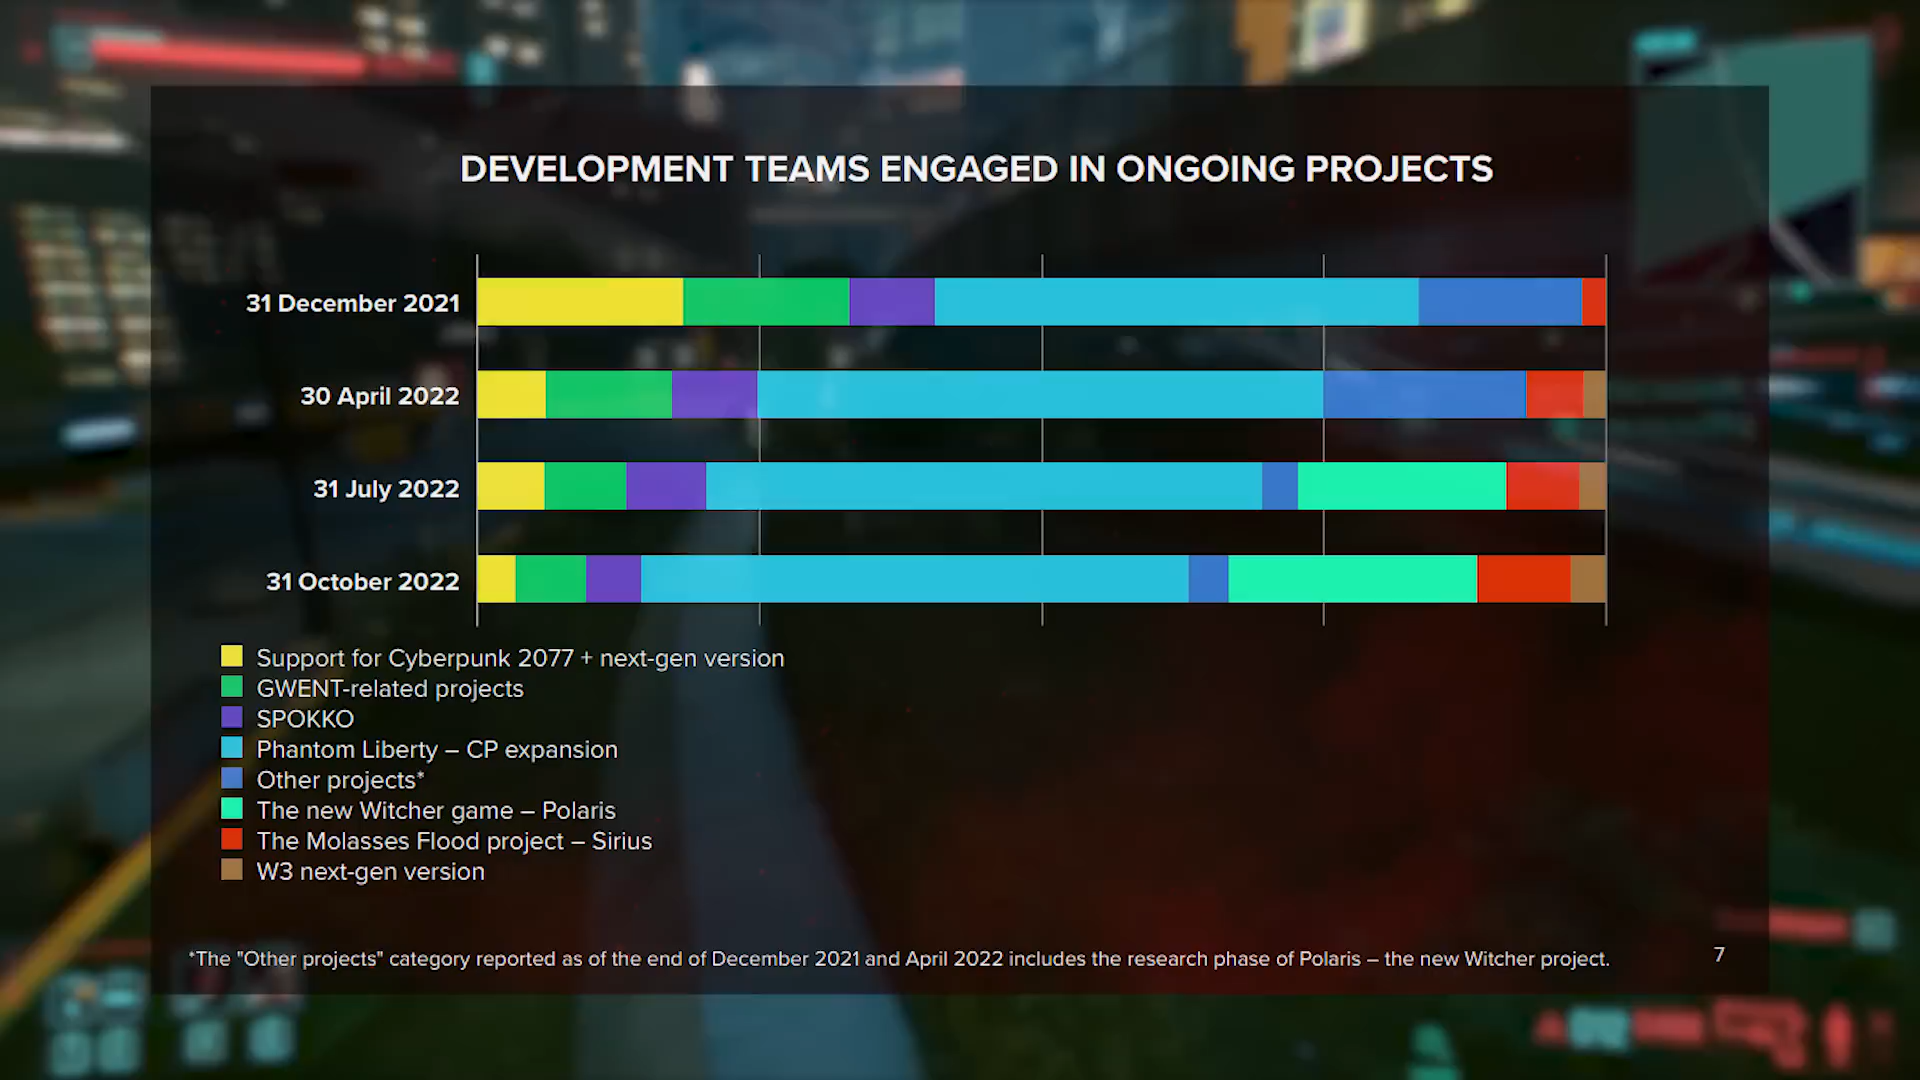 DEVELOPMENT TEAMS ENGAGED IN ONGOING PROJECTS
31 December 2021
30 April 2022
31 July 2022
31 October 2022
Support for Cyberpunk 2077 + next-gen version
GWENT-related projects
SPOKKO
Phantom Liberty – CP expansion
Other projects*
The new Witcher game – Polaris
The Molasses Flood project – Sirius
W3 next-gen version
*The "Other projects" category reported as of the end of December 2021 and April 2022 includes the research phase of Polaris – the new Witcher project.
7